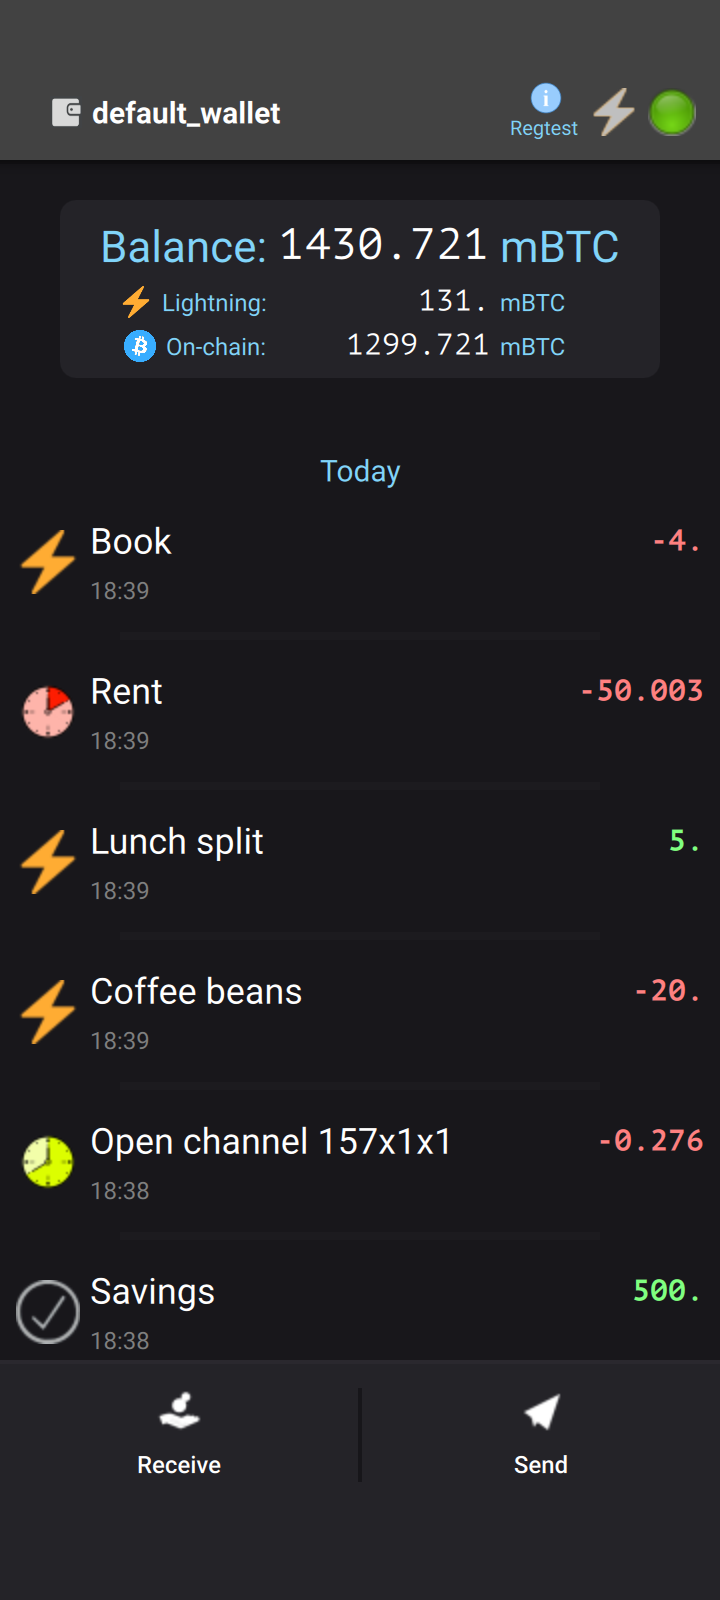 default_wallet
Regtest
Balance: 1430.721 mBTC
Lightning: 131. mBTC
On-chain: 1299.721 mBTC
Today
Book -4.
18:39
Rent -50.003
18:39
Lunch split 5.
18:39
Coffee beans -20.
18:39
Open channel 157x1x1 -0.276
18:38
Savings 500.
18:38
Receive Send